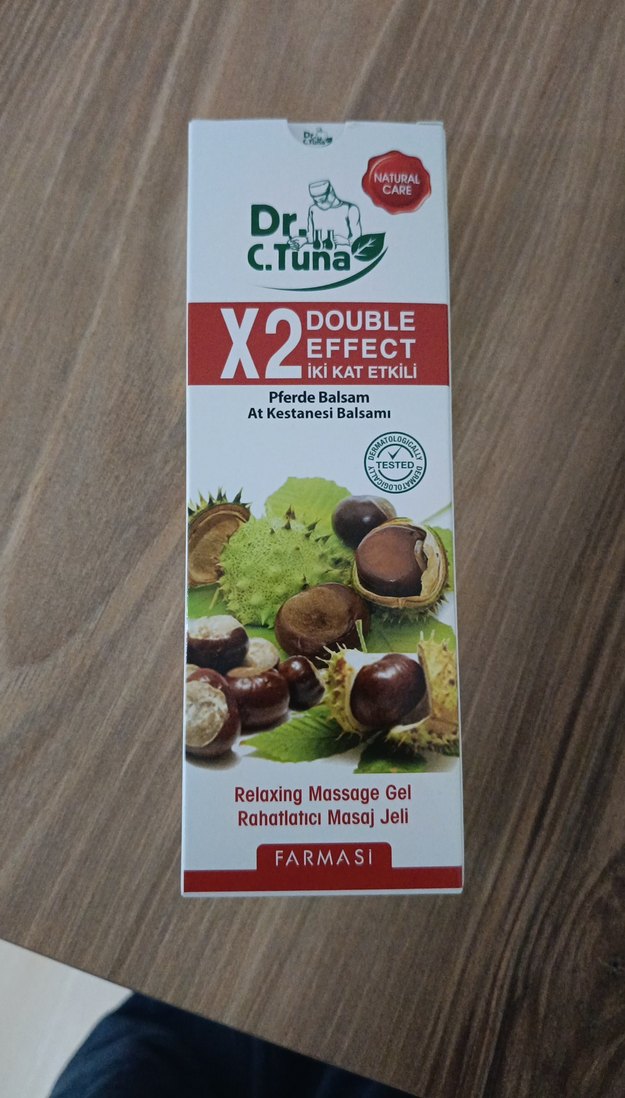 Dr.
C.Tuna
NATURAL
CARE
Dr.
C.Tuna
X2 DOUBLE
EFFECT
İKİ KAT ETKİLİ
Pferde Balsam
At Kestanesi Balsamı
DERMATOLOGICALLY
TESTED
DERMATOLOGICALLY
Relaxing Massage Gel
Rahatlatıcı Masaj Jeli
FARMASi